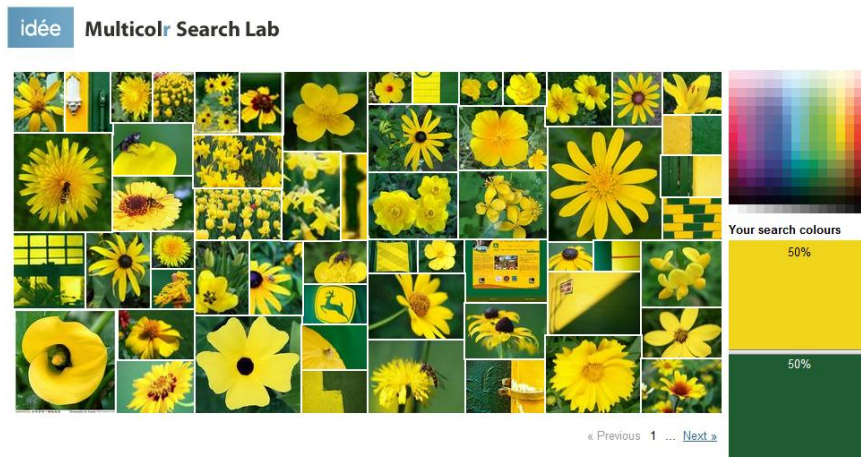 idée
Multicolr Search Lab
Your search colours
50%
50%
« Previous 1 ... Next »